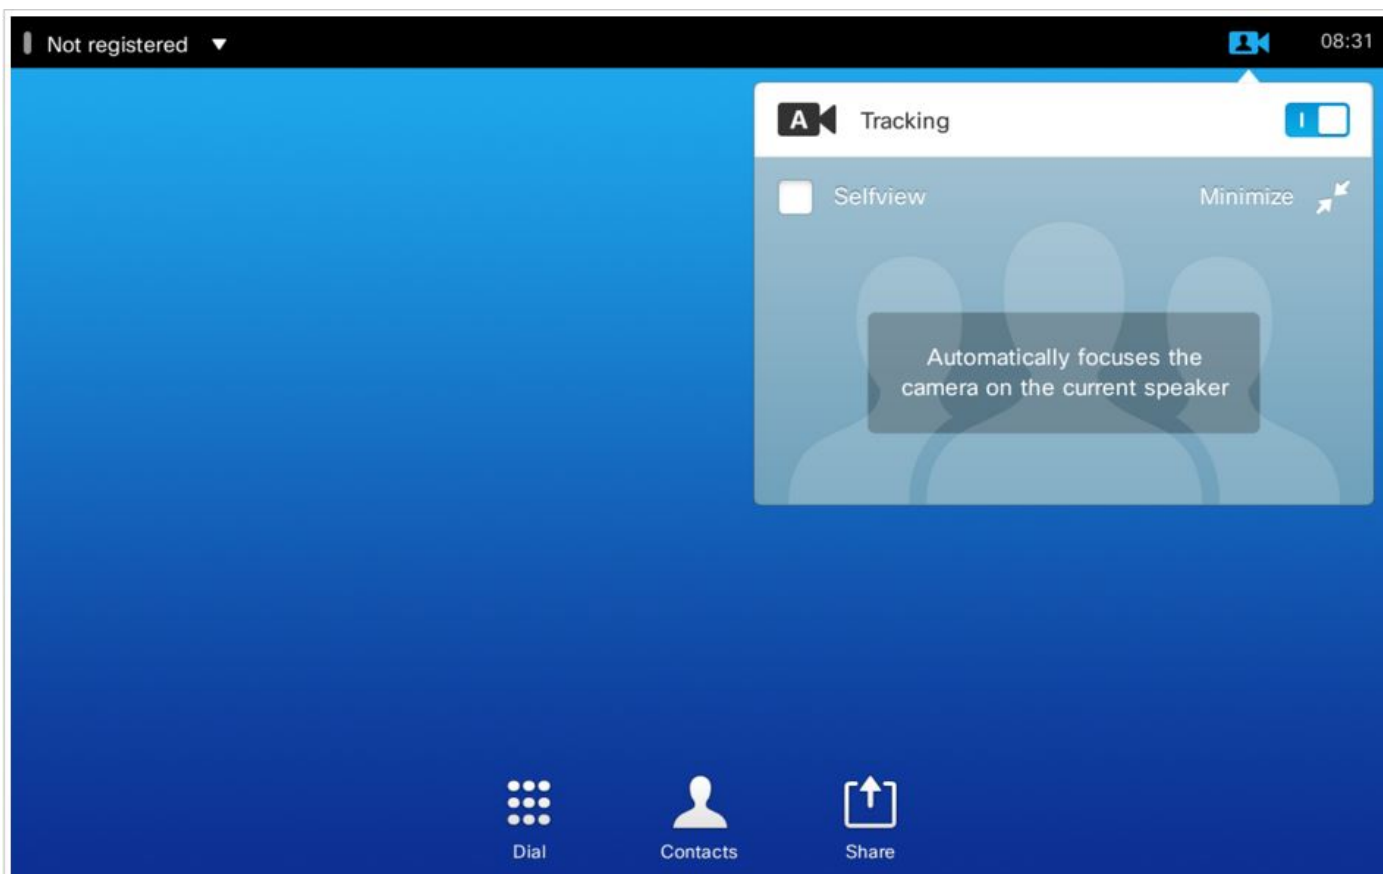 Not registered
08:31
A Tracking
Selfview
Minimize
Automatically focuses the
camera on the current speaker
Dial
Contacts
Share